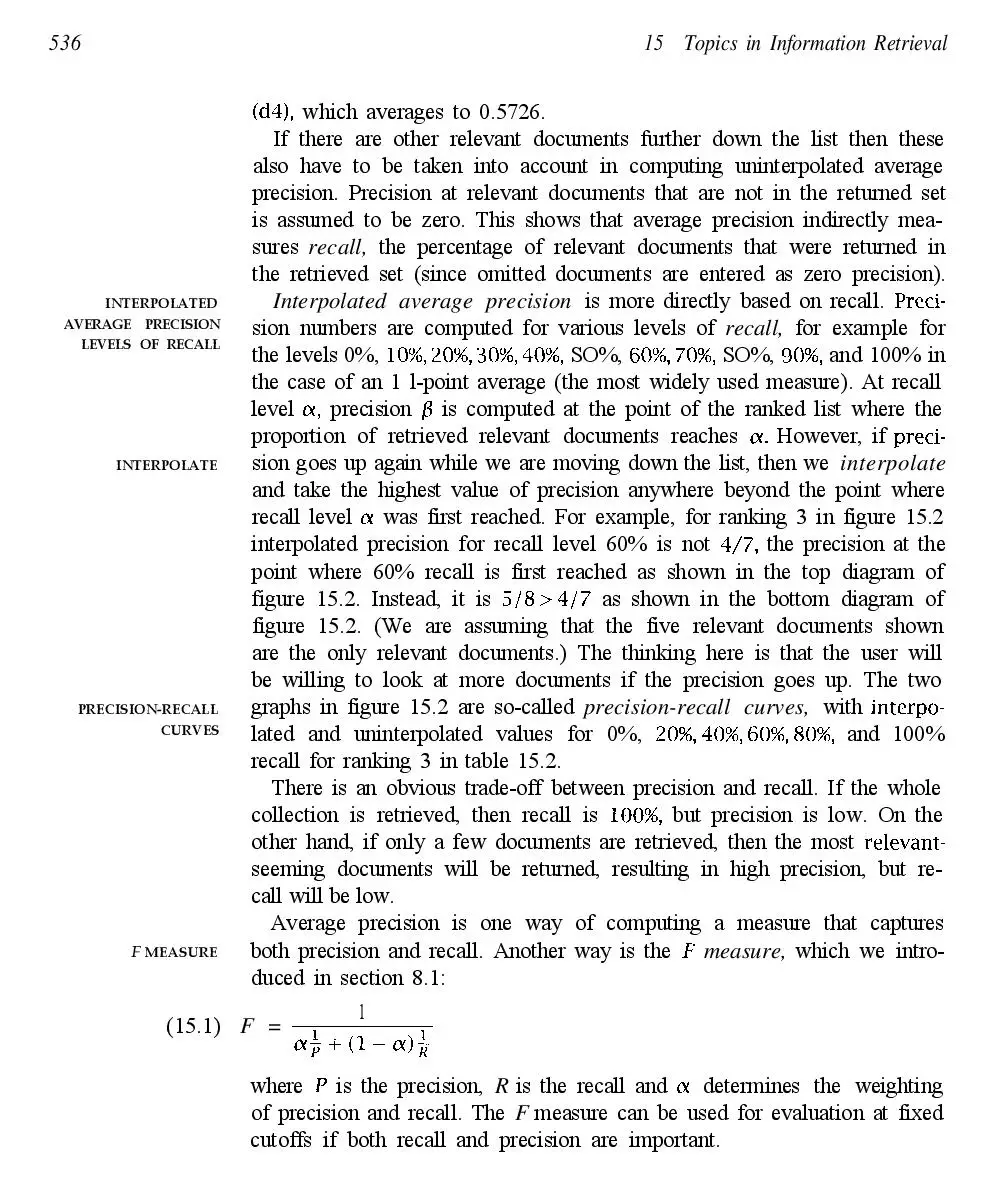 536
15 Topics in Information Retrieval
(d4), which averages to 0.5726.
If there are other relevant documents further down the list then these
also have to be taken into account in computing uninterpolated average
precision. Precision at relevant documents that are not in the returned set
is assumed to be zero. This shows that average precision indirectly mea-
sures recall, the percentage of relevant documents that were returned in
the retrieved set (since omitted documents are entered as zero precision).
INTERPOLATED
AVERAGE PRECISION
LEVELS OF RECALL
Interpolated average precision is more directly based on recall. Preci-
sion numbers are computed for various levels of recall, for example for
the levels 0%, 10%, 20%, 30%, 40%, SO%, 60%, 70%, SO%, 90%, and 100% in
the case of an 1 l-point average (the most widely used measure). At recall
level α, precision β is computed at the point of the ranked list where the
proportion of retrieved relevant documents reaches α. However, if preci-
INTERPOLATE
sion goes up again while we are moving down the list, then we interpolate
and take the highest value of precision anywhere beyond the point where
recall level α was first reached. For example, for ranking 3 in figure 15.2
interpolated precision for recall level 60% is not 4/7, the precision at the
point where 60% recall is first reached as shown in the top diagram of
figure 15.2. Instead, it is 5/8 > 4/7 as shown in the bottom diagram of
figure 15.2. (We are assuming that the five relevant documents shown
are the only relevant documents.) The thinking here is that the user will
be willing to look at more documents if the precision goes up. The two
PRECISION-RECALL
CURVES
graphs in figure 15.2 are so-called precision-recall curves, with interpo-
lated and uninterpolated values for 0%, 20%, 40%, 60%, 80%, and 100%
recall for ranking 3 in table 15.2.
There is an obvious trade-off between precision and recall. If the whole
collection is retrieved, then recall is 100%, but precision is low. On the
other hand, if only a few documents are retrieved, then the most relevant-
seeming documents will be returned, resulting in high precision, but re-
call will be low.
Average precision is one way of computing a measure that captures
F MEASURE
both precision and recall. Another way is the F measure, which we intro-
duced in section 8.1:
(15.1) F = 1 / (α 1/P + (1 − α) 1/R)
where P is the precision, R is the recall and α determines the weighting
of precision and recall. The F measure can be used for evaluation at fixed
cutoffs if both recall and precision are important.